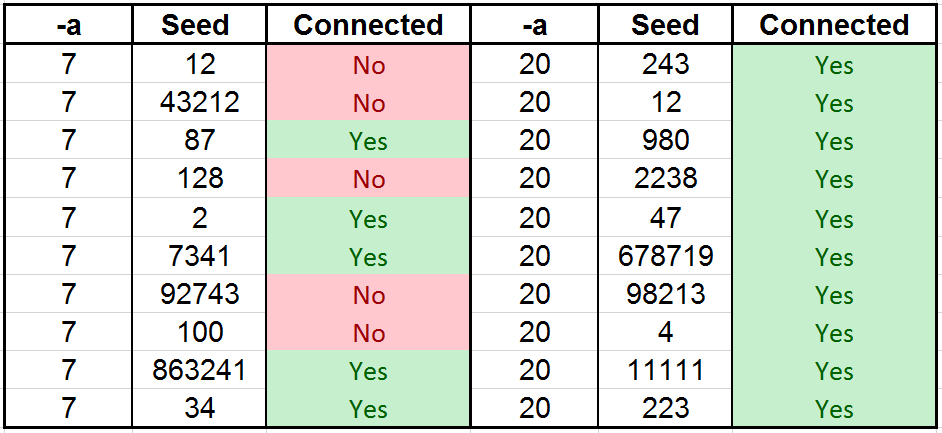 -a Seed Connected -a Seed Connected
7 12 No 20 243 Yes
7 43212 No 20 12 Yes
7 87 Yes 20 980 Yes
7 128 No 20 2238 Yes
7 2 Yes 20 47 Yes
7 7341 Yes 20 678719 Yes
7 92743 No 20 98213 Yes
7 100 No 20 4 Yes
7 863241 Yes 20 11111 Yes
7 34 Yes 20 223 Yes